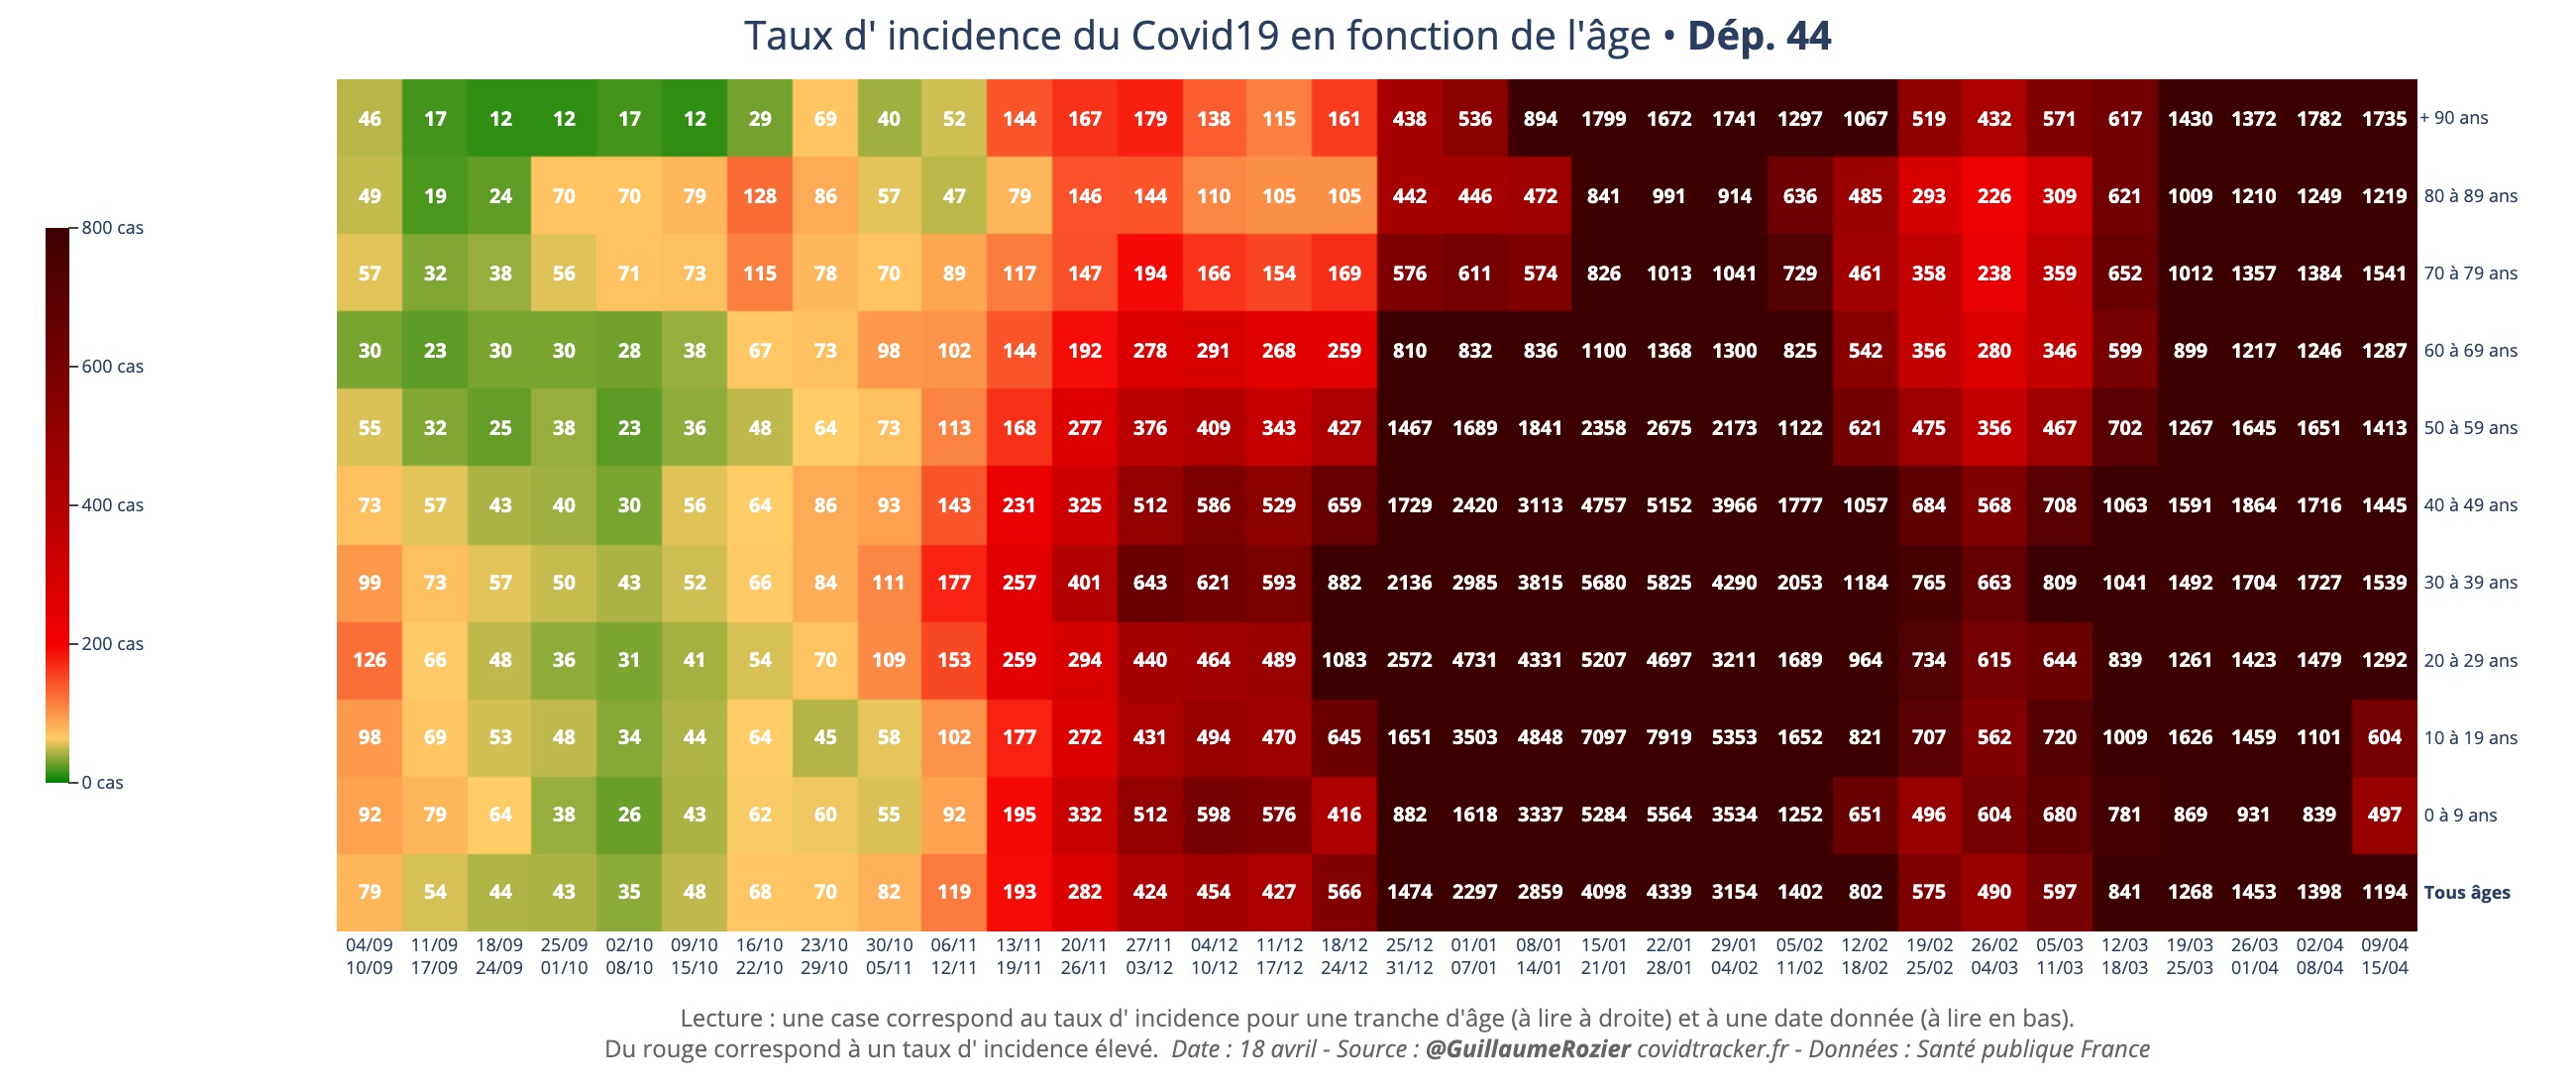 Taux d' incidence du Covid19 en fonction de l'âge • Dép. 44
46 17 12 12 17 12 29 69 40 52 144 167 179 138 115 161 438 536 894 1799 1672 1741 1297 1067 519 432 571 617 1430 1372 1782 1735 + 90 ans
49 19 24 70 70 79 128 86 57 47 79 146 144 110 105 105 442 446 472 841 991 914 636 485 293 226 309 621 1009 1210 1249 1219 80 à 89 ans
800 cas
57 32 38 56 71 73 115 78 70 89 117 147 194 166 154 169 576 611 574 826 1013 1041 729 461 358 238 359 652 1012 1357 1384 1541 70 à 79 ans
30 23 30 30 28 38 67 73 98 102 144 192 278 291 268 259 810 832 836 1100 1368 1300 825 542 356 280 346 599 899 1217 1246 1287 60 à 69 ans
600 cas
55 32 25 38 23 36 48 64 73 113 168 277 376 409 343 427 1467 1689 1841 2358 2675 2173 1122 621 475 356 467 702 1267 1645 1651 1413 50 à 59 ans
400 cas
73 57 43 40 30 56 64 86 93 143 231 325 512 586 529 659 1729 2420 3113 4757 5152 3966 1777 1057 684 568 708 1063 1591 1864 1716 1445 40 à 49 ans
99 73 57 50 43 52 66 84 111 177 257 401 643 621 593 882 2136 2985 3815 5680 5825 4290 2053 1184 765 663 809 1041 1492 1704 1727 1539 30 à 39 ans
200 cas
126 66 48 36 31 41 54 70 109 153 259 294 440 464 489 1083 2572 4731 4331 5207 4697 3211 1689 964 734 615 644 839 1261 1423 1479 1292 20 à 29 ans
98 69 53 48 34 44 64 45 58 102 177 272 431 494 470 645 1651 3503 4848 7097 7919 5353 1652 821 707 562 720 1009 1626 1459 1101 604 10 à 19 ans
0 cas
92 79 64 38 26 43 62 60 55 92 195 332 512 598 576 416 882 1618 3337 5284 5564 3534 1252 651 496 604 680 781 869 931 839 497 0 à 9 ans
79 54 44 43 35 48 68 70 82 119 193 282 424 454 427 566 1474 2297 2859 4098 4339 3154 1402 802 575 490 597 841 1268 1453 1398 1194 Tous âges
04/09 11/09 18/09 25/09 02/10 09/10 16/10 23/10 30/10 06/11 13/11 20/11 27/11 04/12 11/12 18/12 25/12 01/01 08/01 15/01 22/01 29/01 05/02 12/02 19/02 26/02 05/03 12/03 19/03 26/03 02/04 09/04
10/09 17/09 24/09 01/10 08/10 15/10 22/10 29/10 05/11 12/11 19/11 26/11 03/12 10/12 17/12 24/12 31/12 07/01 14/01 21/01 28/01 04/02 11/02 18/02 25/02 04/03 11/03 18/03 25/03 01/04 08/04 15/04
Lecture : une case correspond au taux d' incidence pour une tranche d'âge (à lire à droite) et à une date donnée (à lire en bas).
Du rouge correspond à un taux d' incidence élevé. Date : 18 avril - Source : @GuillaumeRozier covidtracker.fr - Données : Santé publique France